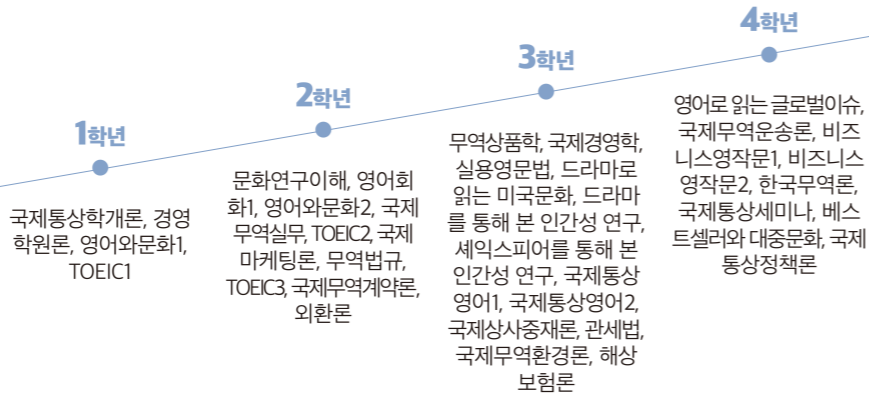 1학년
국제통상학개론, 경영
학원론, 영어와문화1,
TOEIC1
2학년
문화연구이해, 영어회
화1, 영어와문화2, 국제
무역실무, TOEIC2, 국제
마케팅론, 무역법규,
TOEIC3, 국제무역계약론,
외환론
3학년
무역상품학, 국제경영학,
실용영문법, 드라마로
읽는 미국문화, 드라마
를 통해 본 인간성 연구,
셰익스피어를 통해 본
인간성 연구, 국제통상
영어1, 국제통상영어2,
국제상사중재론, 관세법,
국제무역환경론, 해상
보험론
4학년
영어로 읽는 글로벌이슈,
국제무역운송론, 비즈
니스영작문1, 비즈니스
영작문2, 한국무역론,
국제통상세미나, 베스
트셀러와 대중문화, 국제
통상정책론